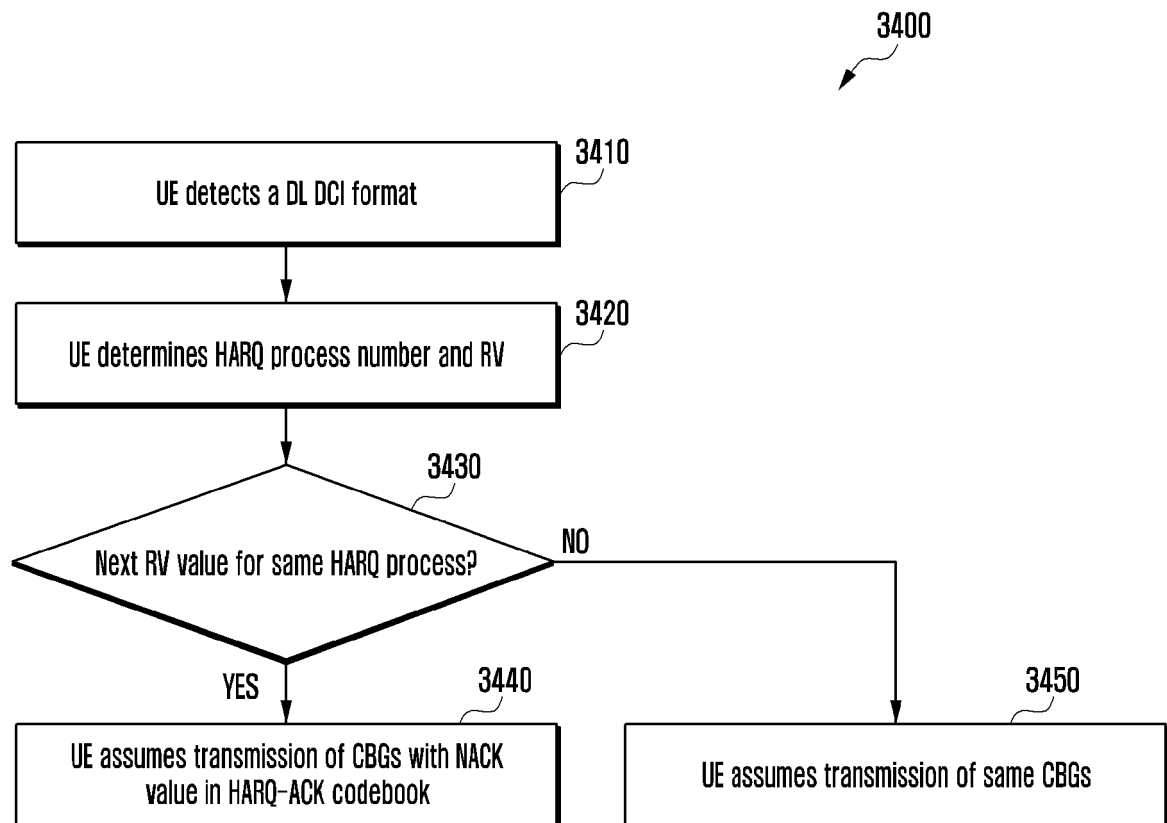 3400
3410
UE detects a DL DCI format
3420
UE determines HARQ process number and RV
3430
Next RV value for same HARQ process?
NO
YES
3440
3450
UE assumes transmission of CBGs with NACK
value in HARQ-ACK codebook
UE assumes transmission of same CBGs